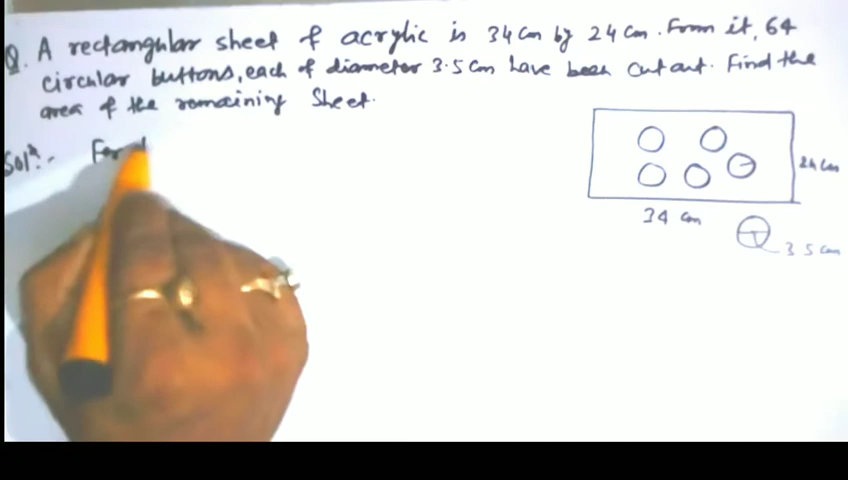 Q. A rectangular sheet of acrylic is 34 Cm by 24 Cm. From it, 64
circular buttons, each of diameter 3.5 Cm have been cut out. Find the
area of the remaining Sheet.
Solⁿ:-
24 Cm
34 Cm
3.5 Cm